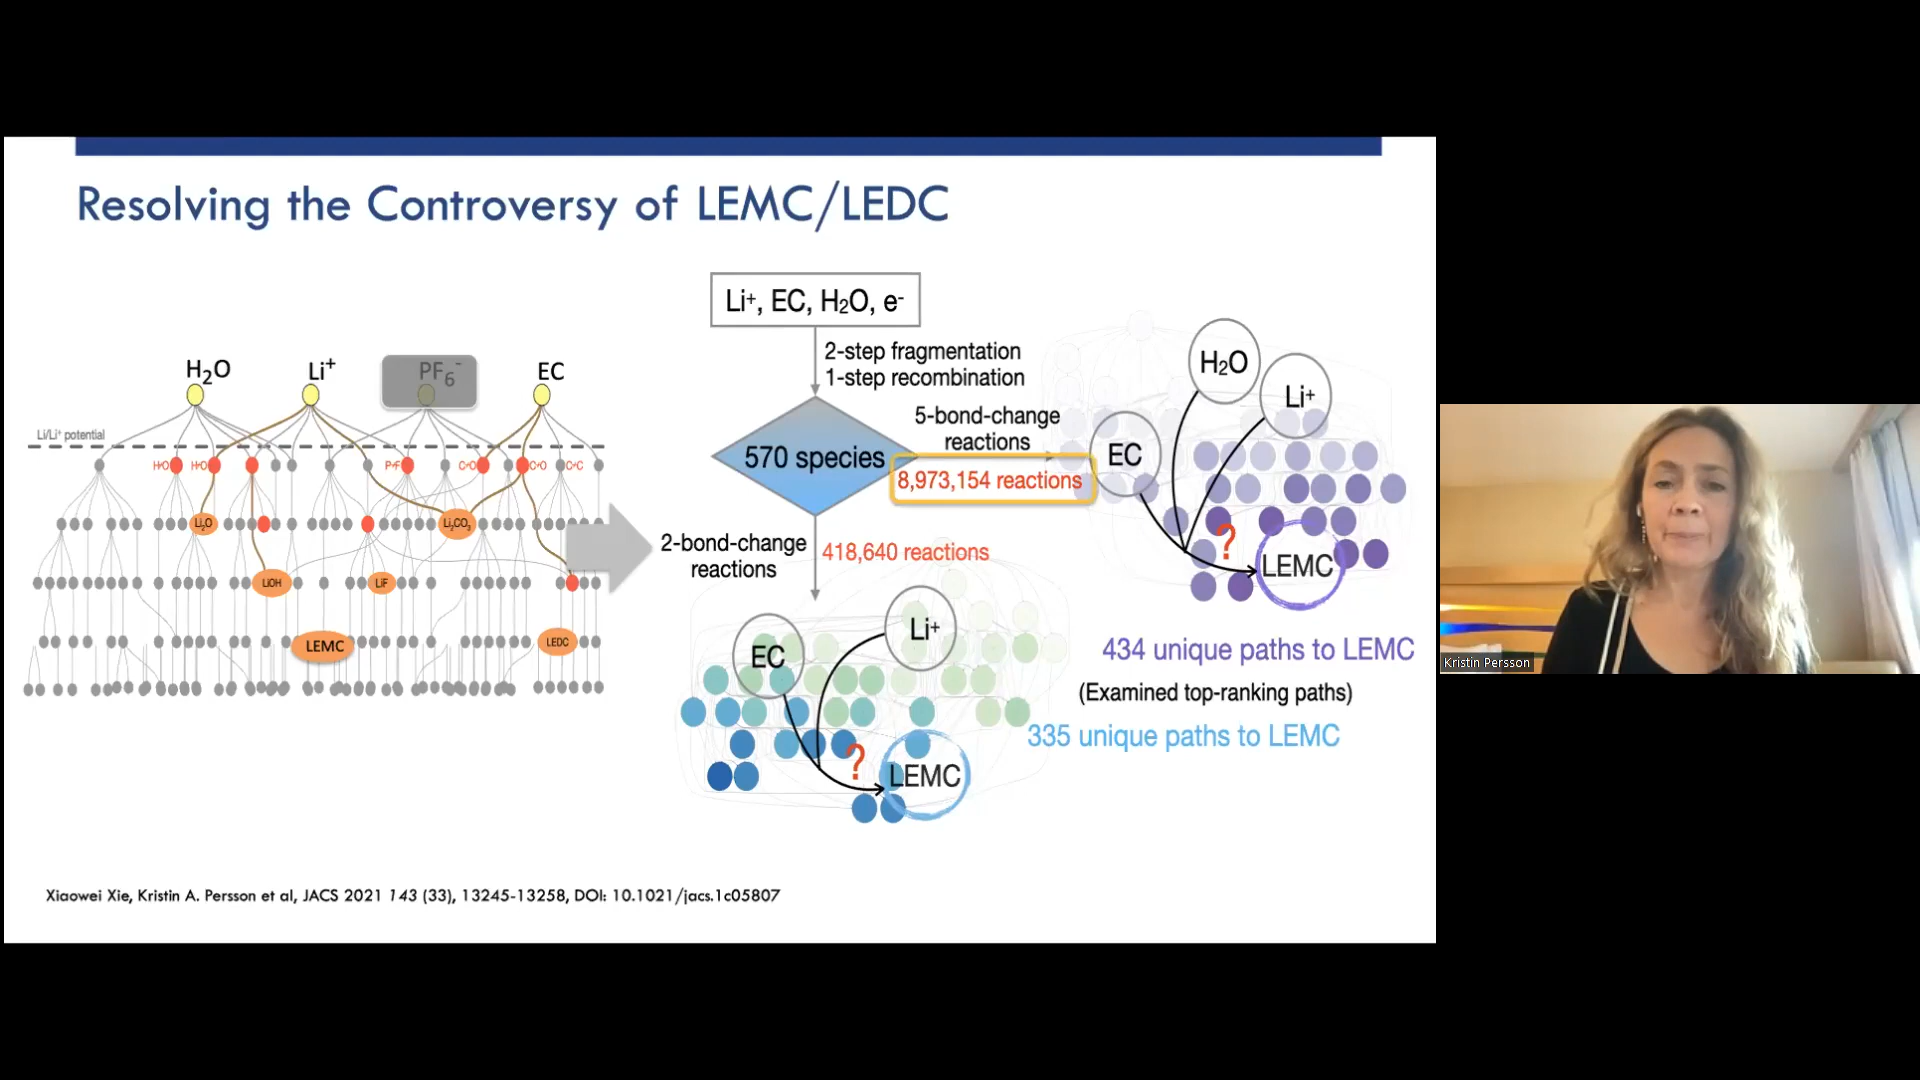 Resolving the Controversy of LEMC/LEDC
H₂O
Li⁺
PF₆⁻
EC
Li/Li⁺ potential
H-O
H-O
P-F
C=O
C-O
C-C
Li₂O
Li₂CO₃
LiOH
LiF
LEMC
LEDC
Li⁺, EC, H₂O, e⁻
2-step fragmentation
1-step recombination
570 species
5-bond-change
reactions
8,973,154 reactions
2-bond-change
reactions
418,640 reactions
H₂O
Li⁺
EC
?
LEMC
434 unique paths to LEMC
(Examined top-ranking paths)
335 unique paths to LEMC
EC
Li⁺
?
LEMC
Xiaowei Xie, Kristin A. Persson et al, JACS 2021 143 (33), 13245-13258, DOI: 10.1021/jacs.1c05807
Kristin Persson